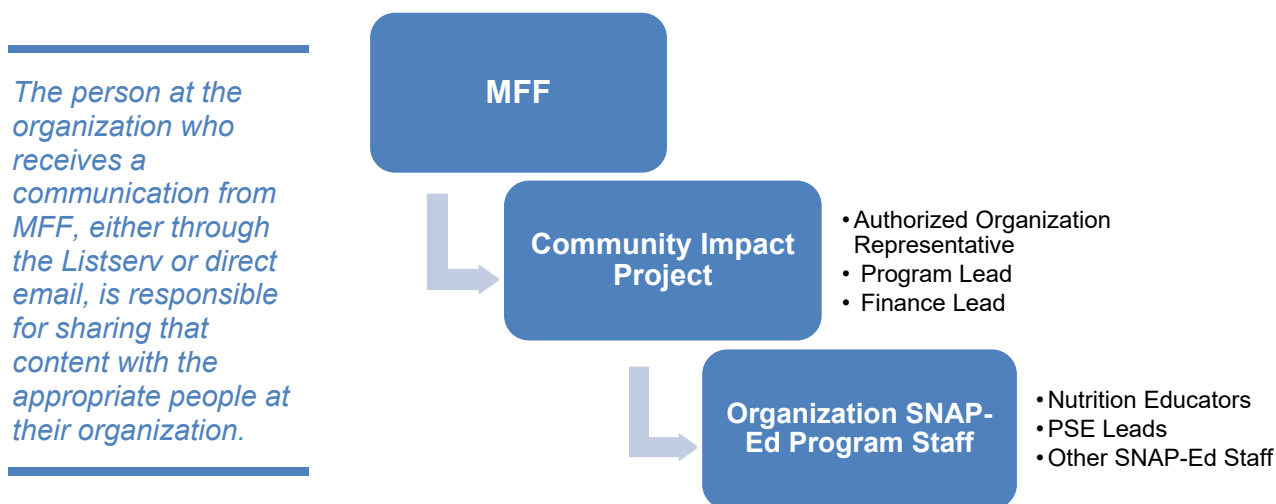 The person at the
organization who
receives a
communication from
MFF, either through
the Listserv or direct
email, is responsible
for sharing that
content with the
appropriate people at
their organization.
MFF
Community Impact
Project
• Authorized Organization
Representative
• Program Lead
• Finance Lead
Organization SNAP-
Ed Program Staff
• Nutrition Educators
• PSE Leads
• Other SNAP-Ed Staff